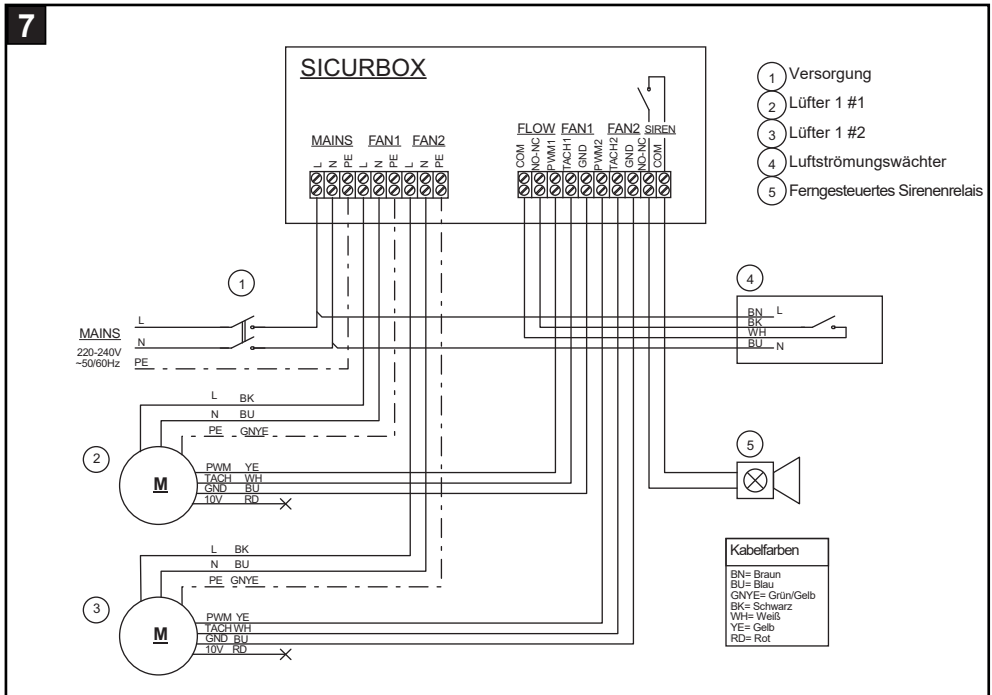 7
SICURBOX
MAINS FAN1 FAN2
L N PE L N PE L N PE
FLOW FAN1 FAN2 SIREN
COM NO-NC PWM1 TACH1 GND PWM2 TACH2 GND NO-NC COM
1 Versorgung
2 Lüfter 1 #1
3 Lüfter 1 #2
4 Luftströmungswächter
5 Ferngesteuertes Sirenenrelais
1
MAINS
220-240V
~50/60Hz
L
N
PE
4
BN L
BK
WH
BU N
2
M
L BK
N BU
PE GNYE
PWM YE
TACH WH
GND BU
10V RD
5
3
M
L BK
N BU
PE GNYE
PWM YE
TACH WH
GND BU
10V RD
Kabelfarben
BN= Braun
BU= Blau
GNYE= Grün/Gelb
BK= Schwarz
WH= Weiß
YE= Gelb
RD= Rot